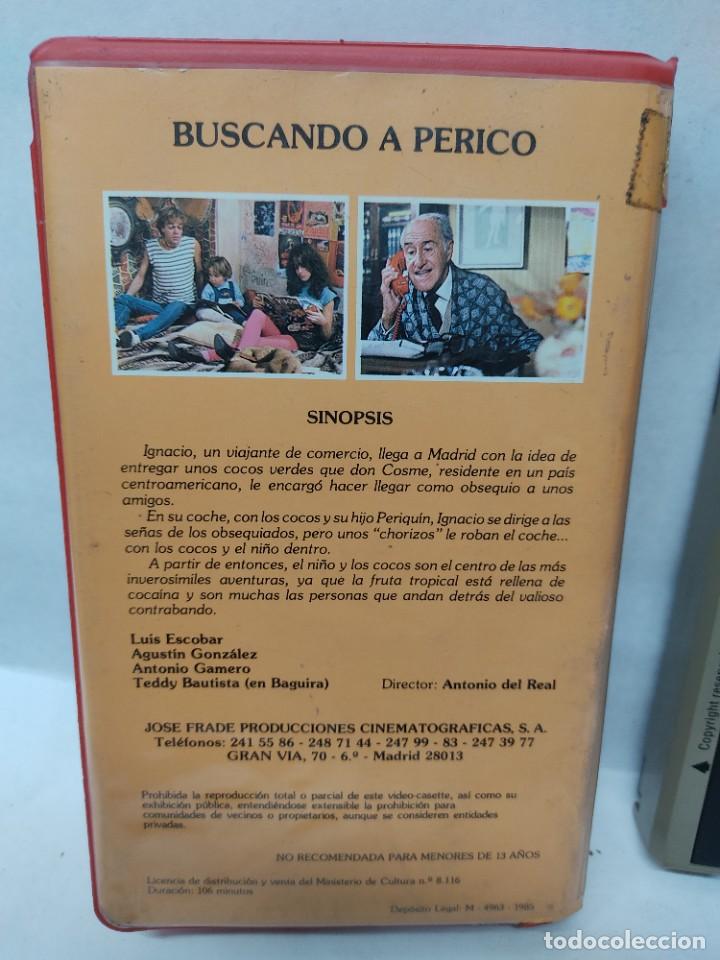 BUSCANDO A PERICO
SINOPSIS
Ignacio, un viajante de comercio, llega a Madrid con la idea de
entregar unos cocos verdes que don Cosme, residente en un país
centroamericano, le encargó hacer llegar como obsequio a unos
amigos.
En su coche, con los cocos y su hijo Periquín, Ignacio se dirige a las
señas de los obsequiados, pero unos "chorizos" le roban el coche...
con los cocos y el niño dentro.
A partir de entonces, el niño y los cocos son el centro de las más
inverosímiles aventuras, ya que la fruta tropical está rellena de
cocaína y son muchas las personas que andan detrás del valioso
contrabando.
Luis Escobar
Agustín González
Antonio Gamero
Teddy Bautista (en Baguira)
Director: Antonio del Real
JOSE FRADE PRODUCCIONES CINEMATOGRAFICAS, S. A.
Teléfonos: 241 55 86 - 248 71 44 - 247 99 - 83 - 247 39 77
GRAN VIA, 70 - 6.º - Madrid 28013
Prohibida la reproducción total o parcial de este video-casette, así como su
exhibición pública, entendiéndose extensible la prohibición para
comunidades de vecinos o propietarios, aunque se consideren entidades
privadas.
NO RECOMENDADA PARA MENORES DE 13 AÑOS
Licencia de distribución y venta del Ministerio de Cultura n.º 8.116
Duración: 106 minutos
Depósito Legal: M - 4963 - 1985
Copyright
todocoleccion